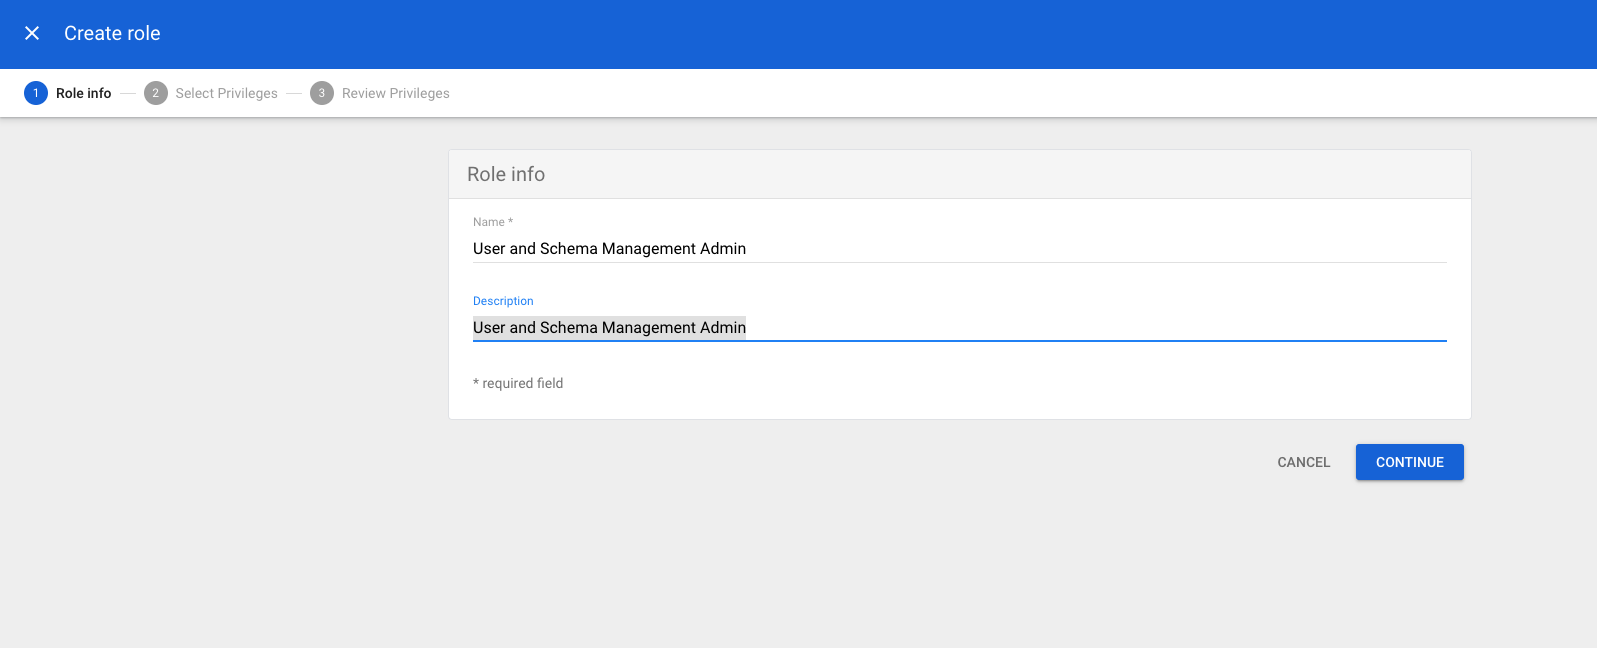 Create role
1 Role info 2 Select Privileges 3 Review Privileges
Role info
Name *
User and Schema Management Admin
Description
User and Schema Management Admin
* required field
CANCEL CONTINUE